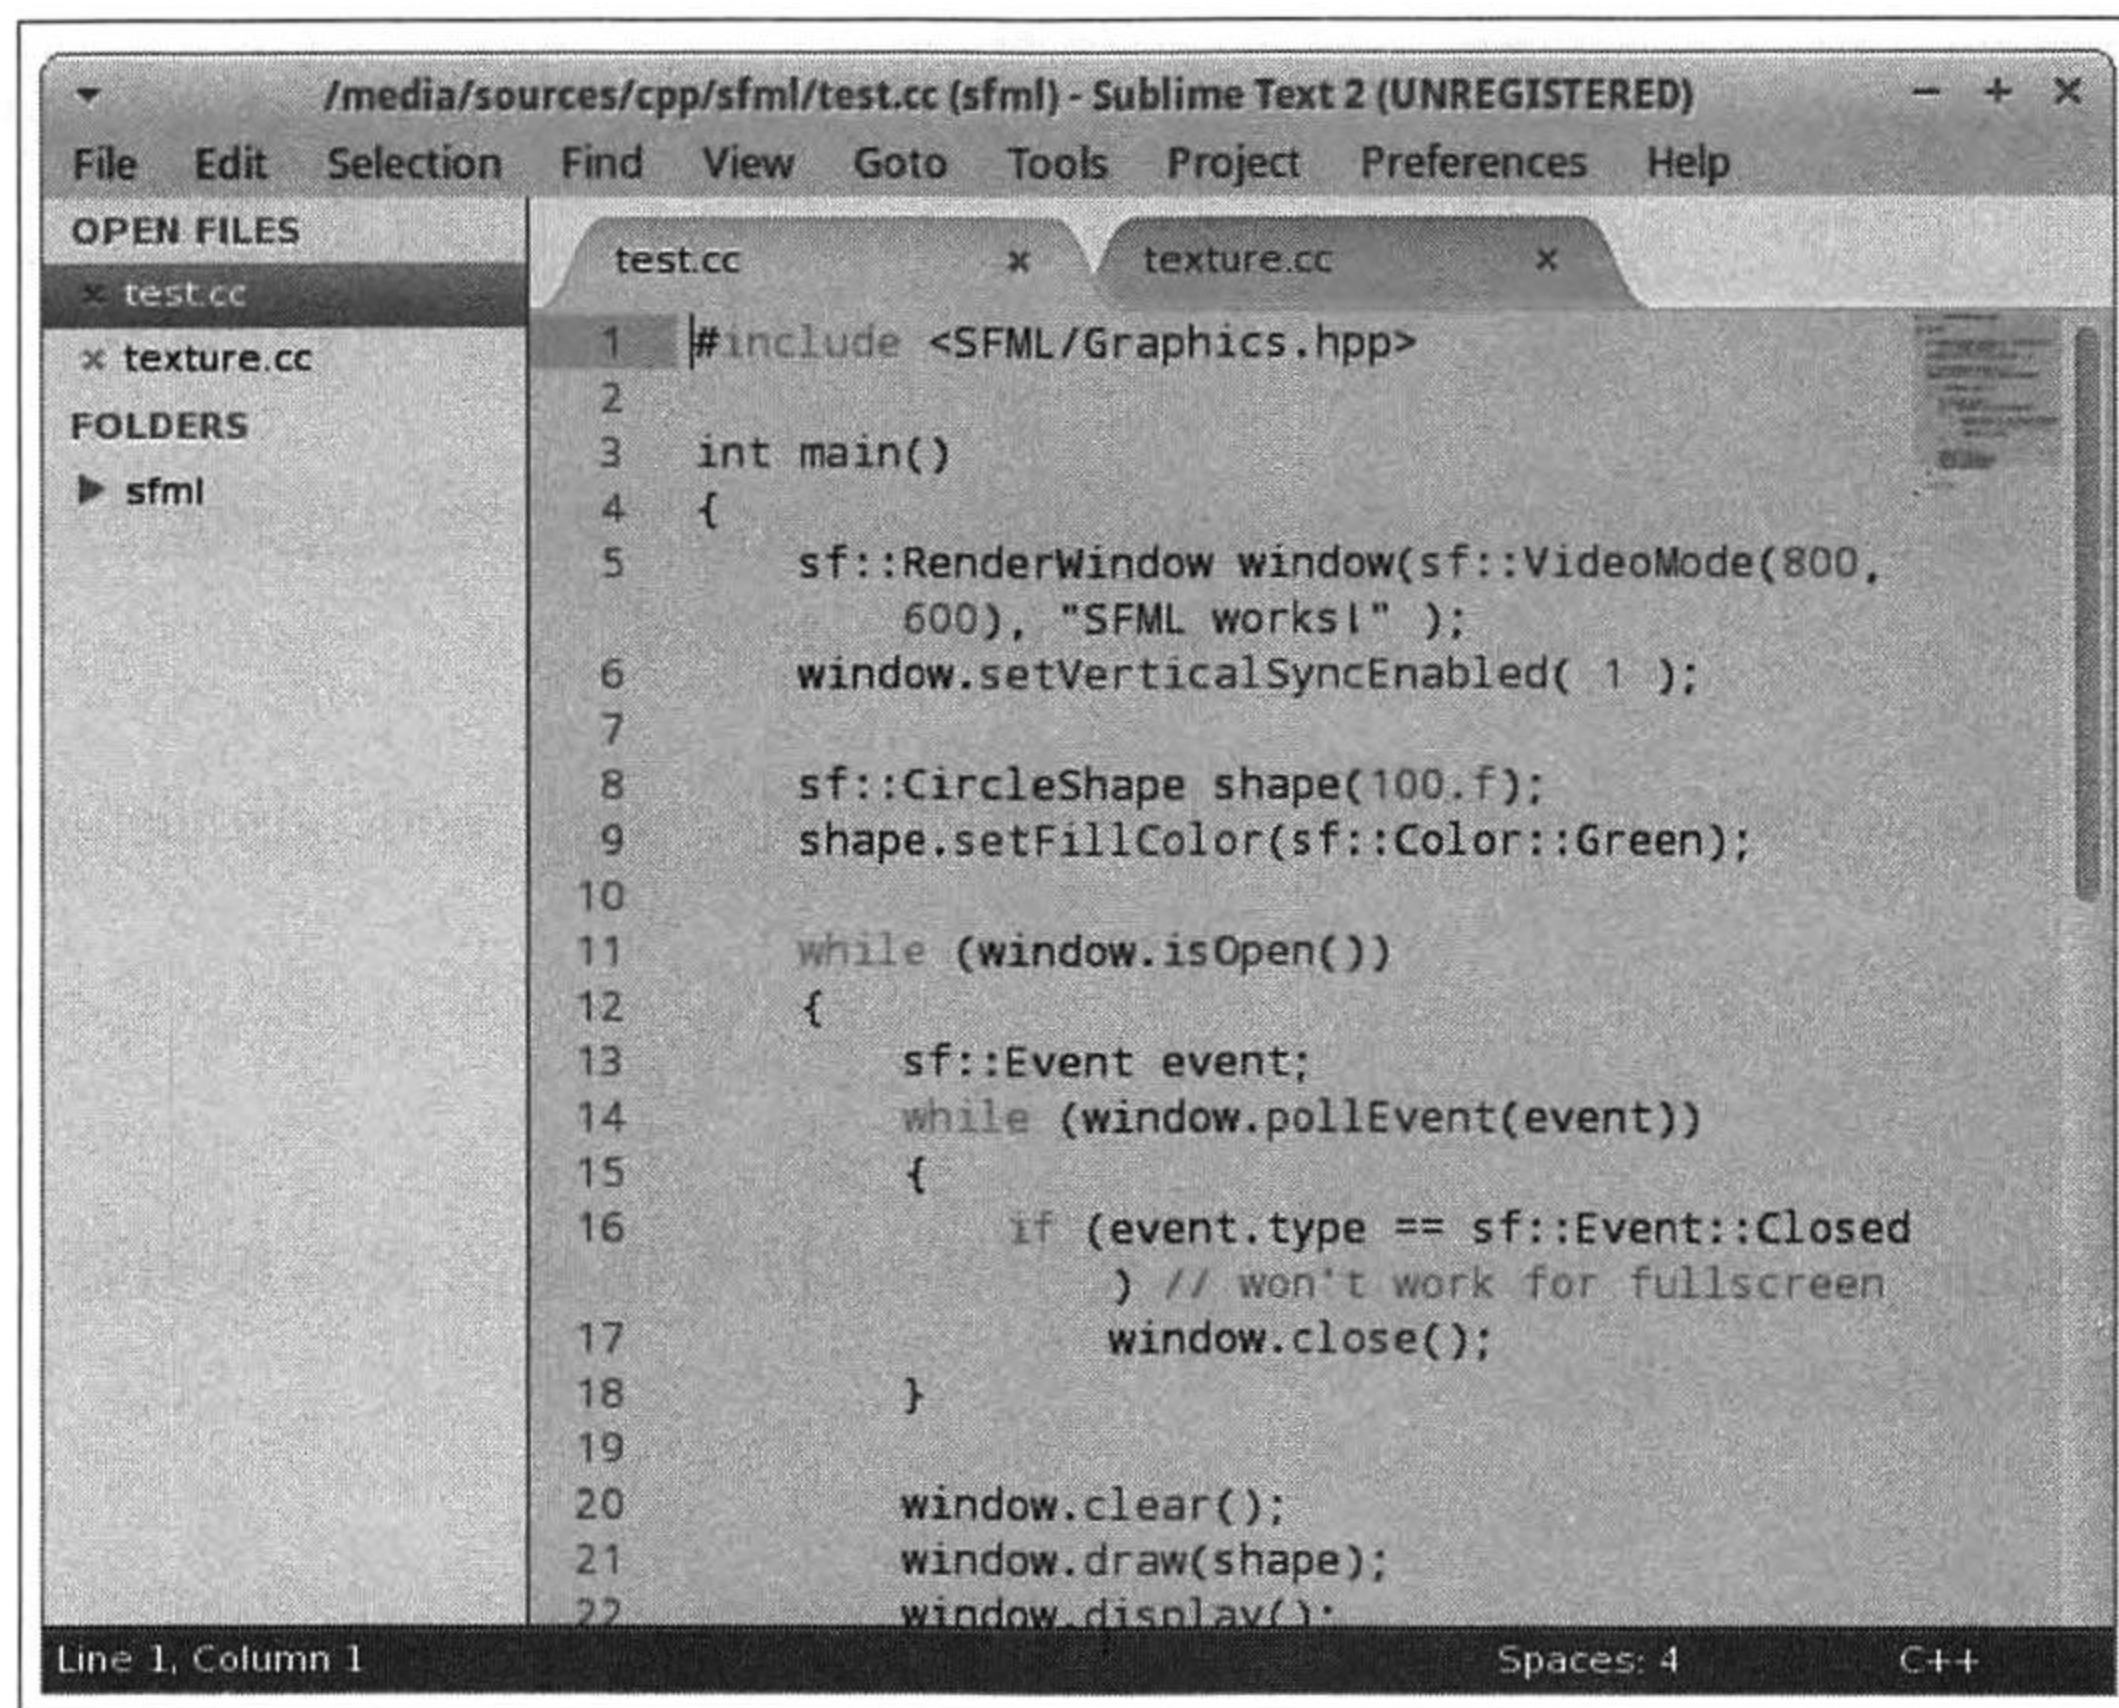 /media/sources/cpp/sfml/test.cc (sfml) - Sublime Text 2 (UNREGISTERED)
File Edit Selection Find View Goto Tools Project Preferences Help
OPEN FILES
test.cc
texture.cc
FOLDERS
sfml
test.cc texture.cc
1 #include <SFML/Graphics.hpp>
2
3 int main()
4 {
5 sf::RenderWindow window(sf::VideoMode(800,
600), "SFML works!" );
6 window.setVerticalSyncEnabled( 1 );
7
8 sf::CircleShape shape(100.f);
9 shape.setFillColor(sf::Color::Green);
10
11 while (window.isOpen())
12 {
13 sf::Event event;
14 while (window.pollEvent(event))
15 {
16 if (event.type == sf::Event::Closed
) // won't work for fullscreen
17 window.close();
18 }
19
20 window.clear();
21 window.draw(shape);
22 window.display();
Line 1, Column 1 Spaces: 4 C++